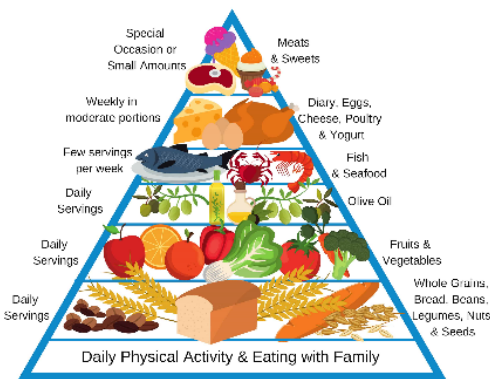 Special
Occasion or
Small Amounts
Meats
& Sweets
Weekly in
moderate portions
Diary, Eggs,
Cheese, Poultry
& Yogurt
Few servings
per week
Fish
& Seafood
Daily
Servings
Olive Oil
Daily
Servings
Fruits &
Vegetables
Daily
Servings
Whole Grains,
Bread, Beans,
Legumes, Nuts
& Seeds
Daily Physical Activity & Eating with Family